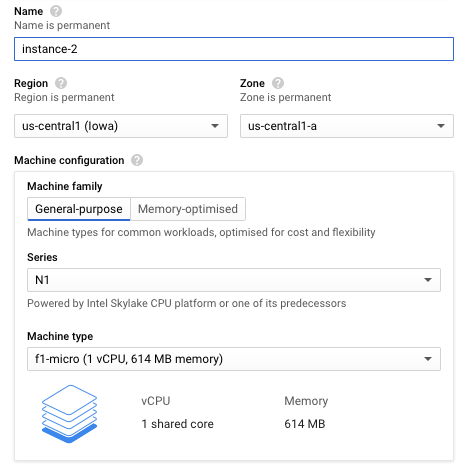 Name ?
Name is permanent
instance-2
Region ? Zone ?
Region is permanent Zone is permanent
us-central1 (Iowa) us-central1-a
Machine configuration ?
Machine family
General-purpose Memory-optimised
Machine types for common workloads, optimised for cost and flexibility
Series
N1
Powered by Intel Skylake CPU platform or one of its predecessors
Machine type
f1-micro (1 vCPU, 614 MB memory)
vCPU Memory
1 shared core 614 MB